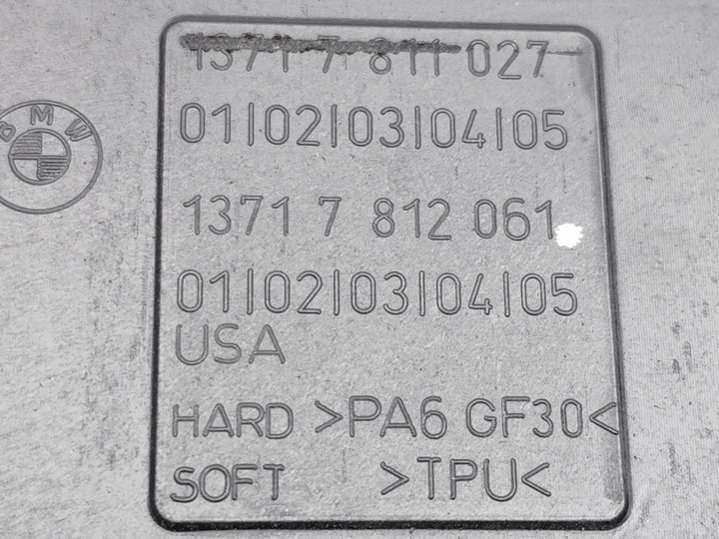 BMW
1371 7 811 027
01|02|03|04|05
1371 7 812 061
01|02|03|04|05
USA
HARD >PA6 GF30<
SOFT >TPU<